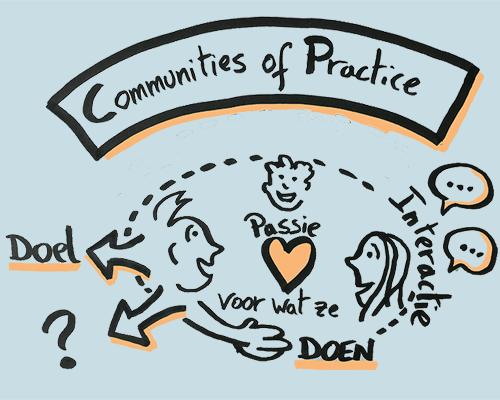 Communities of Practice
Interactie
Passie
Doel
voor wat ze
DOEN
?